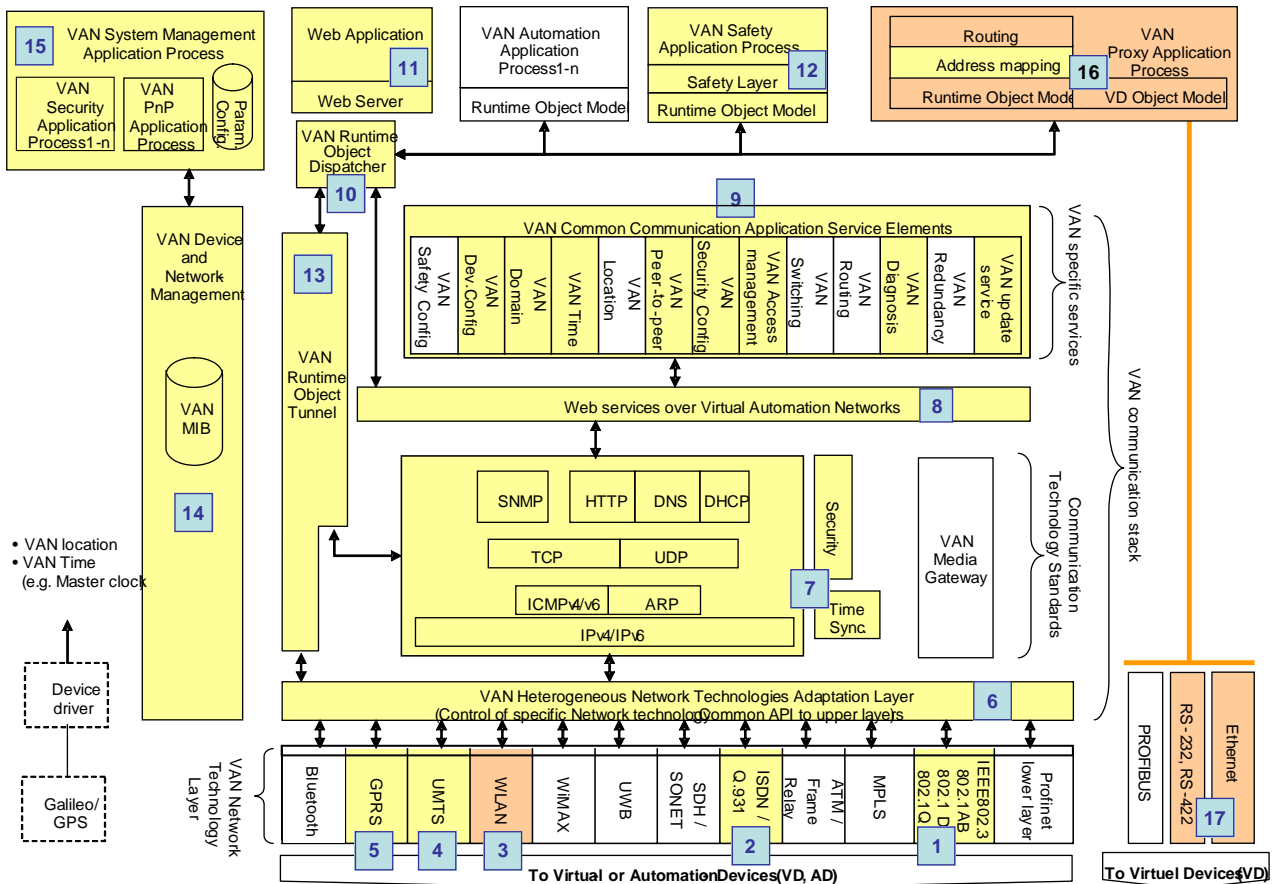 15
VAN System Management
Application Process
VAN
Security
Application
Process1-n
VAN
PnP
Application
Process
Param.
Config.
Web Application
11
Web Server
VAN Automation
Application
Process1-n
Runtime Object Model
VAN Safety
Application Process
12
Safety Layer
Runtime Object Model
Routing
Address mapping
Runtime Object Model
16
VAN
Proxy Application
Process
VD Object Model
VAN Runtime
Object
Dispatcher
10
9
VAN Common Communication Application Service Elements
VAN
Safety Config
VAN
Dev.Config
VAN
Domain
VAN Time
VAN
Location
VAN
Peer-to-peer
VAN
Security Config
VAN Access
management
VAN
Switching
VAN
Routing
VAN
Diagnosis
VAN
Redundancy
VAN update
service
VAN specific services
VAN communication stack
VAN Device
and
Network-
Management
VAN
MIB
14
13
VAN
Runtime
Object
Tunnel
Web services over Virtual Automation Networks
8
SNMP
HTTP
DNS
DHCP
TCP
UDP
ICMPv4/v6
ARP
IPv4/IPv6
7
Security
Time
Sync.
VAN
Media
Gateway
Communication
Technology Standards
• VAN location
• VAN Time
(e.g. Master clock
Device
driver
Galileo/
GPS
VAN Heterogeneous Network Technologies Adaptation Layer
(Control of specific Network technology Common API to upper layers
6
VAN Network
Technology
Layer
Bluetooth
GPRS
UMTS
WLAN
WiMAX
UWB
SDH /
SONET
ISDN /
Q.931
ATM /
Frame
Relay
MPLS
IEEE802.3
802.1AB
802.1 D
802.1 Q
Profinet
lower layer
5
4
3
2
1
To Virtual or AutomationDevices(VD, AD)
PROFIBUS
RS-232, RS-422
Ethernet
17
To Virtuel Devices(VD)